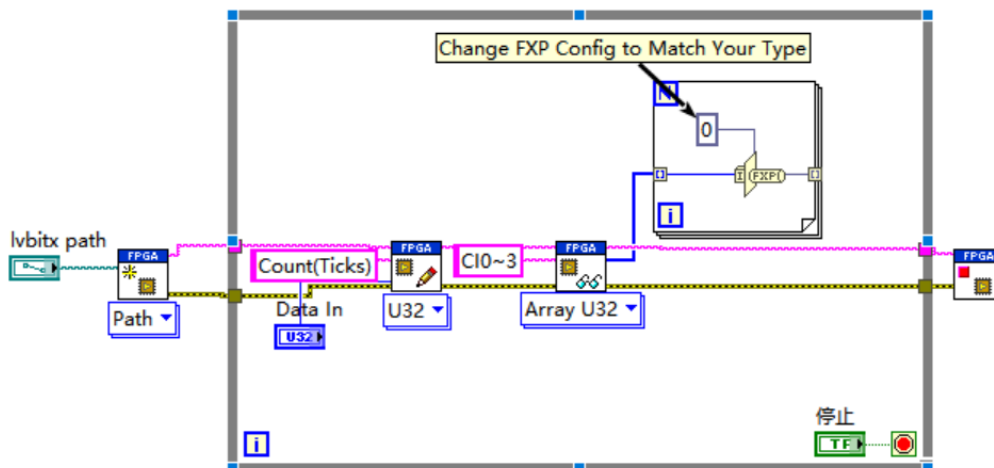 Change FXP Config to Match Your Type
N
0
I
(FXP(
i
lvbitx path
FPGA
FPGA
FPGA
FPGA
Count(Ticks)
CI0~3
Path
Data In
U32
Array U32
U32
停止
i
TF